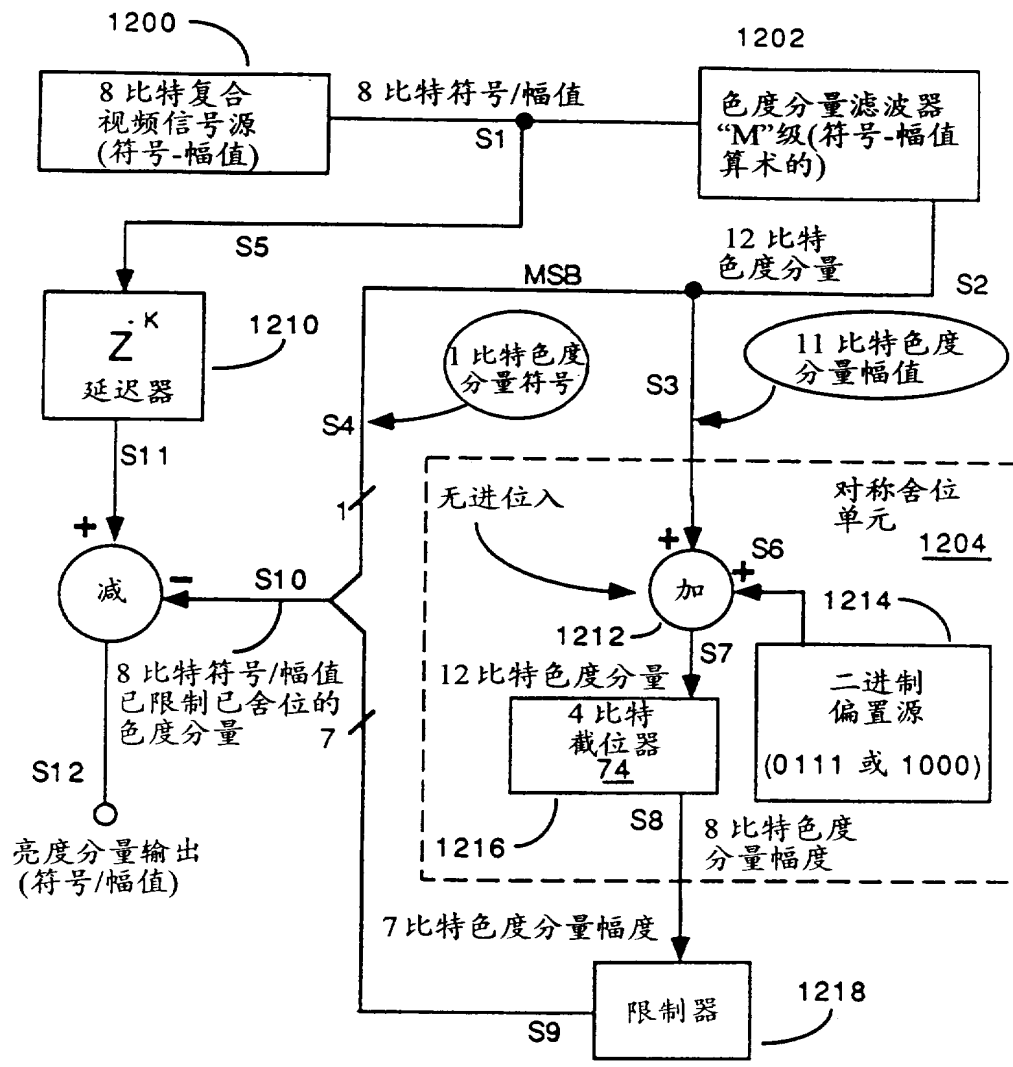 1200
1202
8 比特复合
视频信号源
(符号-幅值)
8 比特符号/幅值
S1
色度分量滤波器
“M”级(符号-幅值
算术的)
S5
12 比特
色度分量
S2
MSB
Z-K
延迟器
1210
1 比特色度
分量符号
S4
S3
11 比特色度
分量幅值
S11
1
无进位入
对称舍位
单元
1204
+
减
-
S10
+
加
S6
+
1212
1214
S7
8 比特符号/幅值
已限制已舍位的
色度分量
7
12 比特色度分量
4 比特
截位器
74
二进制
偏置源
(0111 或 1000)
S12
1216
S8
8 比特色度
分量幅度
亮度分量输出
(符号/幅值)
7 比特色度分量幅度
S9
限制器
1218